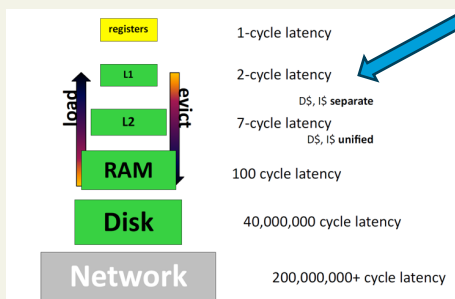 registers 1-cycle latency
L1 2-cycle latency
D$, I$ separate
load
evict
L2 7-cycle latency
D$, I$ unified
RAM 100 cycle latency
Disk 40,000,000 cycle latency
Network 200,000,000+ cycle latency